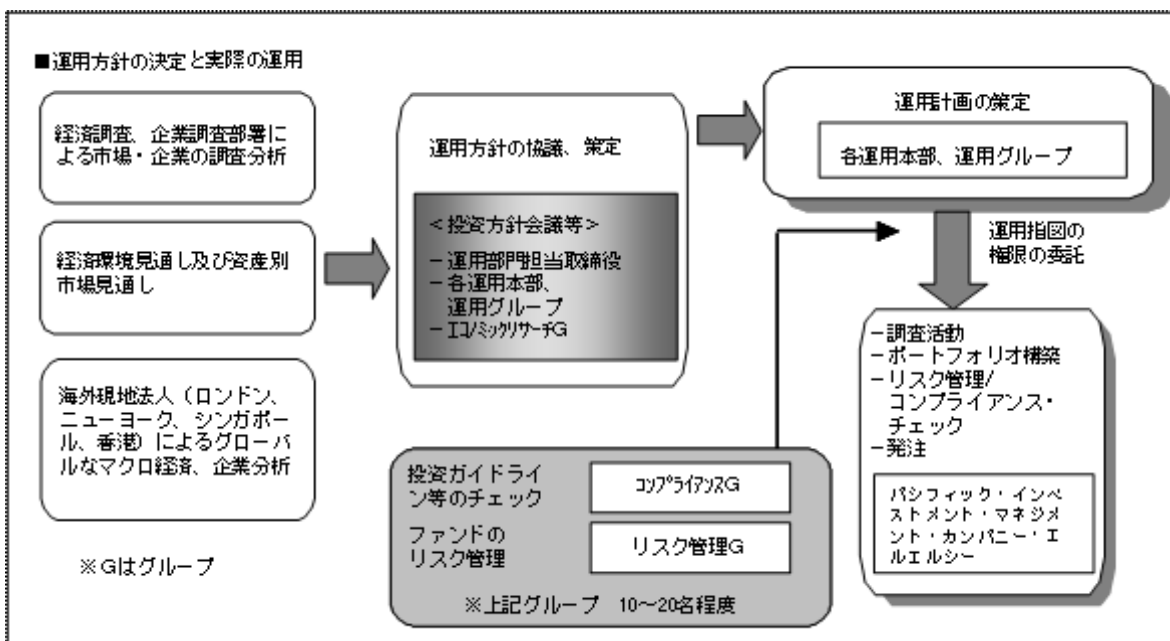 ■運用方針の決定と実際の運用
経済調査、企業調査部署に
よる市場・企業の調査分析
経済環境見通し及び資産別
市場見通し
海外現地法人（ロンドン、
ニューヨーク、シンガポー
ル、香港）によるグローバ
ルなマクロ経済、企業分析
※Gはグループ
運用方針の協議、策定
＜投資方針会議等＞
－運用部門担当取締役
－各運用本部、
運用グループ
－エコノミックリサーチG
投資ガイドライ
ン等のチェック
コンプライアンスG
ファンドの
リスク管理
リスク管理G
※上記グループ 10～20名程度
運用計画の策定
各運用本部、運用グループ
運用指図の
権限の委託
－調査活動
－ポートフォリオ構築
－リスク管理/
コンプライアンス・
チェック
－発注
パシフィック・インベ
ストメント・マネジメ
ント・カンパニー・エ
ルエルシー